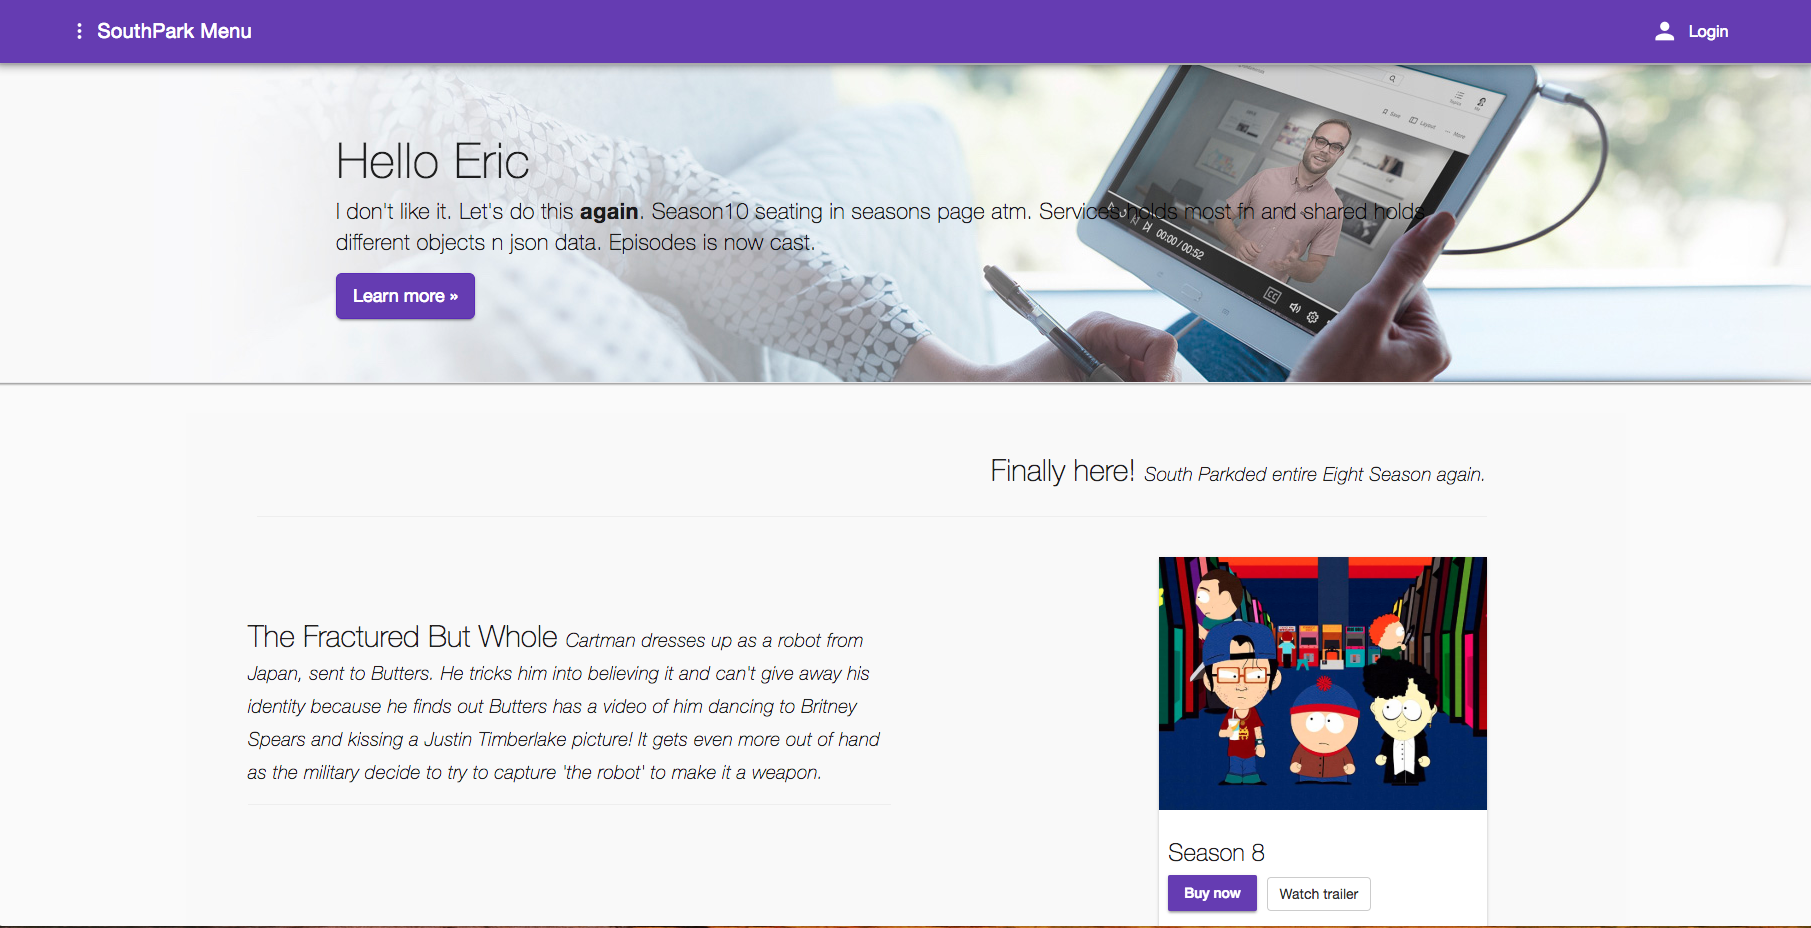 SouthPark Menu
Login
Save
Layout
More
Hello Eric
I don't like it. Let's do this again. Season10 seating in seasons page atm. Services holds most fn and shared holds
different objects n json data. Episodes is now cast.
00:00 / 00:52
CC
Learn more »
Finally here! South Parkded entire Eight Season again.
The Fractured But Whole Cartman dresses up as a robot from
Japan, sent to Butters. He tricks him into believing it and can't give away his
identity because he finds out Butters has a video of him dancing to Britney
Spears and kissing a Justin Timberlake picture! It gets even more out of hand
as the military decide to try to capture 'the robot' to make it a weapon.
Season 8
Buy now
Watch trailer